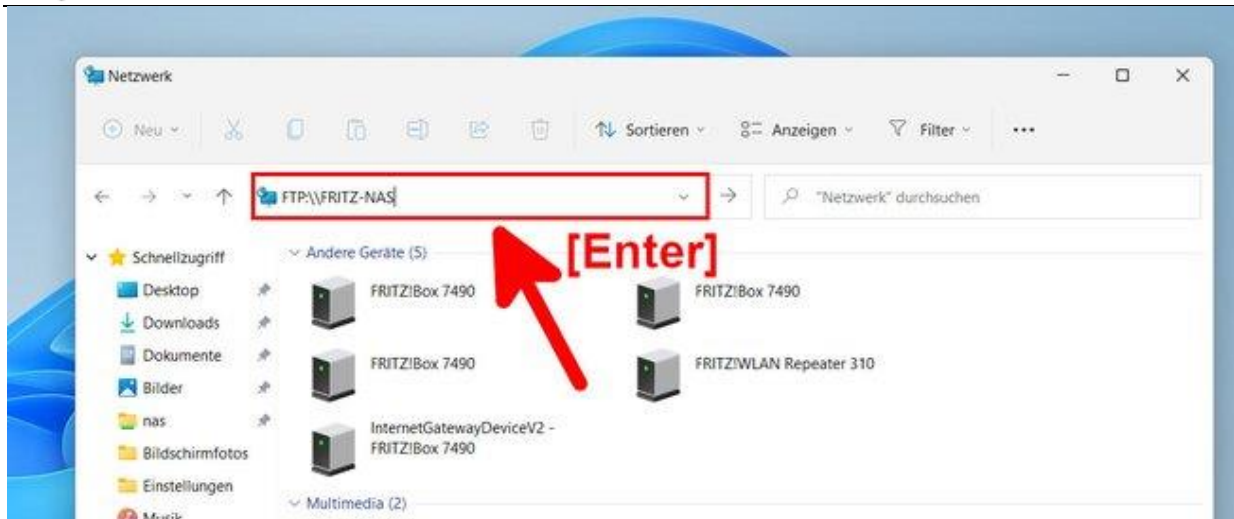 Netzwerk
Neu
Sortieren
Anzeigen
Filter
FTP:\\FRITZ-NAS
"Netzwerk" durchsuchen
[Enter]
Schnellzugriff
Desktop
Downloads
Dokumente
Bilder
nas
Bildschirmfotos
Einstellungen
Musik
Andere Geräte (5)
FRITZ!Box 7490
FRITZ!Box 7490
FRITZ!Box 7490
FRITZ!WLAN Repeater 310
InternetGatewayDeviceV2 -
FRITZ!Box 7490
Multimedia (2)